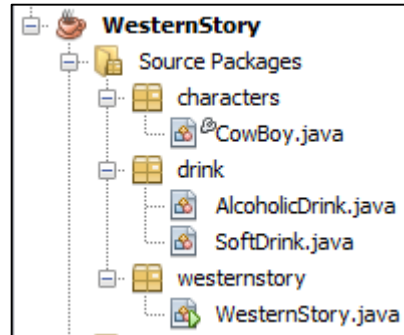 WesternStory
Source Packages
characters
CowBoy.java
drink
AlcoholicDrink.java
SoftDrink.java
westernstory
WesternStory.java